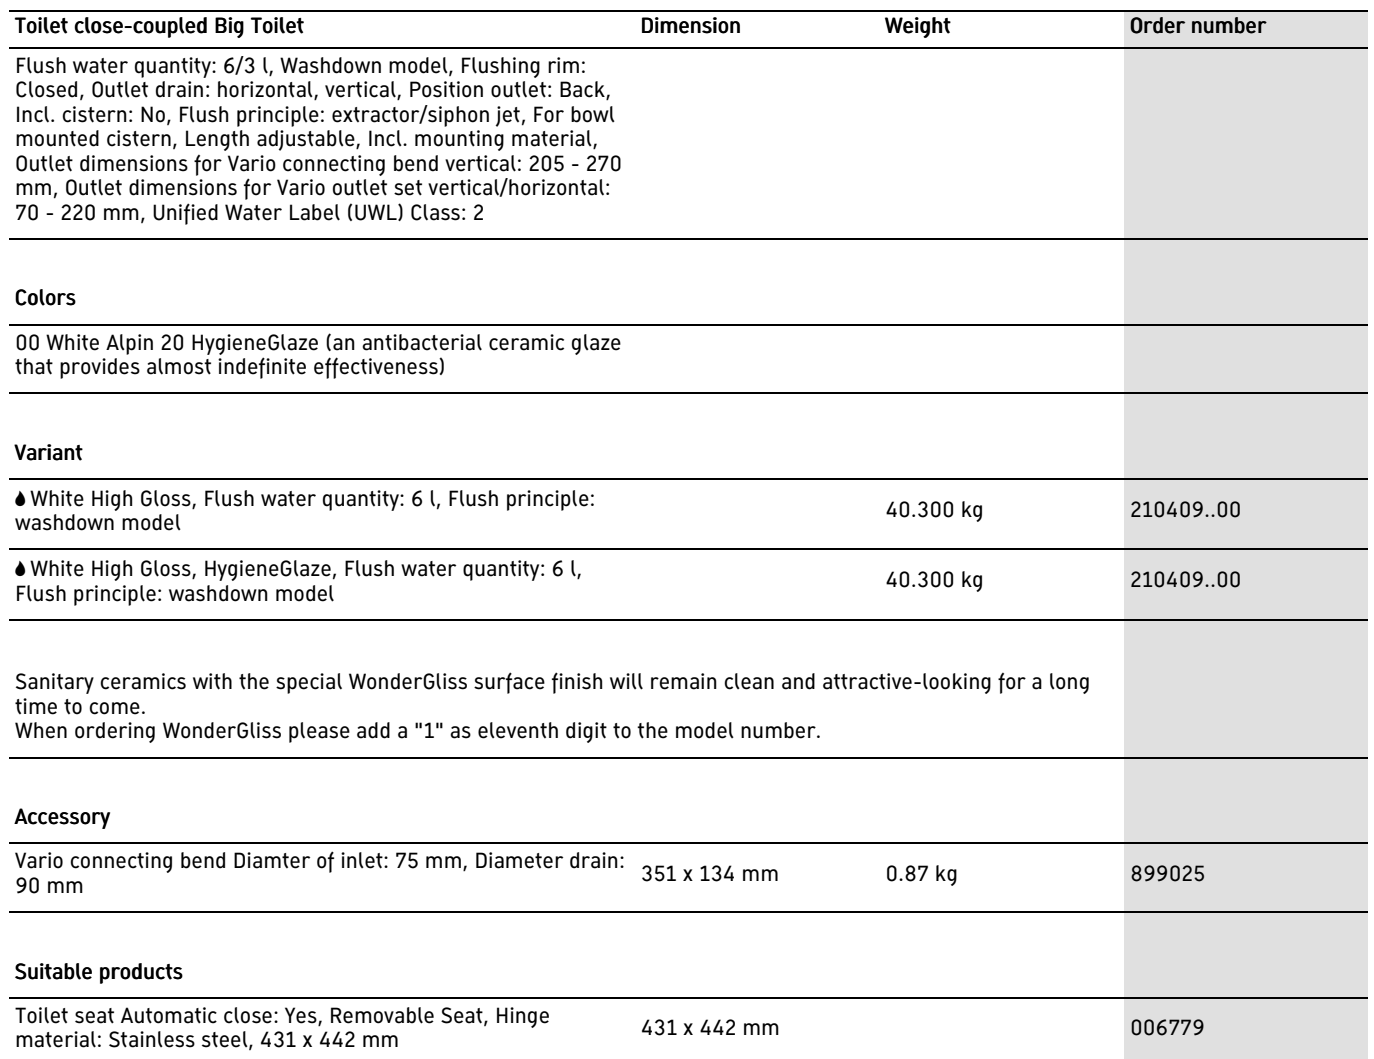 Toilet close-coupled Big Toilet Dimension Weight Order number
Flush water quantity: 6/3 l, Washdown model, Flushing rim:
Closed, Outlet drain: horizontal, vertical, Position outlet: Back,
Incl. cistern: No, Flush principle: extractor/siphon jet, For bowl
mounted cistern, Length adjustable, Incl. mounting material,
Outlet dimensions for Vario connecting bend vertical: 205 - 270
mm, Outlet dimensions for Vario outlet set vertical/horizontal:
70 - 220 mm, Unified Water Label (UWL) Class: 2
Colors
00 White Alpin 20 HygieneGlaze (an antibacterial ceramic glaze
that provides almost indefinite effectiveness)
Variant
White High Gloss, Flush water quantity: 6 l, Flush principle:
washdown model
40.300 kg 210409..00
White High Gloss, HygieneGlaze, Flush water quantity: 6 l,
Flush principle: washdown model
40.300 kg 210409..00
Sanitary ceramics with the special WonderGliss surface finish will remain clean and attractive-looking for a long
time to come.
When ordering WonderGliss please add a "1" as eleventh digit to the model number.
Accessory
Vario connecting bend Diamter of inlet: 75 mm, Diameter drain:
90 mm
351 x 134 mm 0.87 kg 899025
Suitable products
Toilet seat Automatic close: Yes, Removable Seat, Hinge
material: Stainless steel, 431 x 442 mm
431 x 442 mm 006779